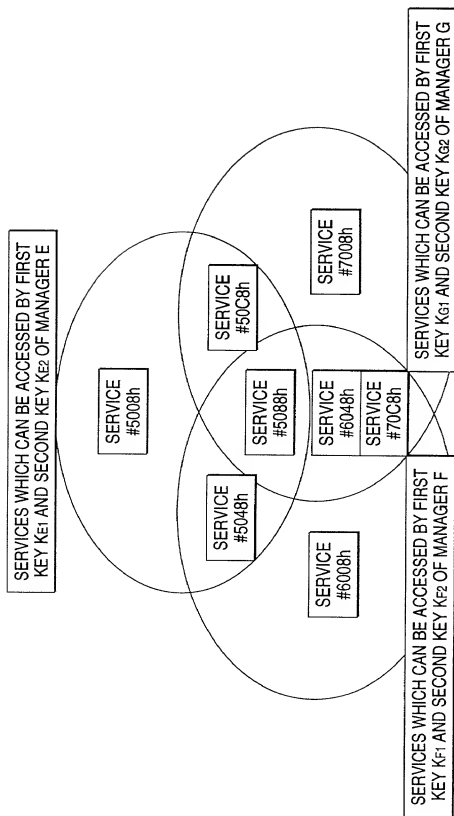 SERVICES WHICH CAN BE ACCESSED BY FIRST
KEY KE1 AND SECOND KEY KE2 OF MANAGER E
SERVICE
#5008h
SERVICE
#5048h
SERVICE
#50C8h
SERVICE
#5088h
SERVICE
#6008h
SERVICE
#6048h
SERVICE
#70C8h
SERVICE
#7008h
SERVICES WHICH CAN BE ACCESSED BY FIRST
KEY KF1 AND SECOND KEY KF2 OF MANAGER F
SERVICES WHICH CAN BE ACCESSED BY FIRST
KEY KG1 AND SECOND KEY KG2 OF MANAGER G